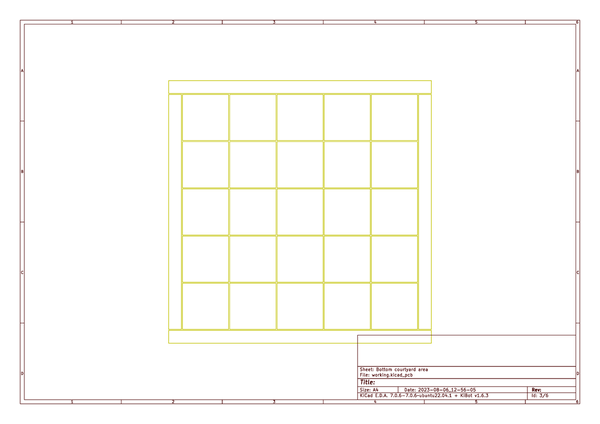 1 2 3 4 5 6
A A
B B
C C
D D
Sheet: Bottom courtyard area
File: working.kicad_pcb
Title:
Size: A4 Date: 2023-08-06_12-56-05 Rev:
KiCad E.D.A. 7.0.6-7.0.6~ubuntu22.04.1 + KiBot v1.6.3 Id: 3/6
1 2 3 4 5 6